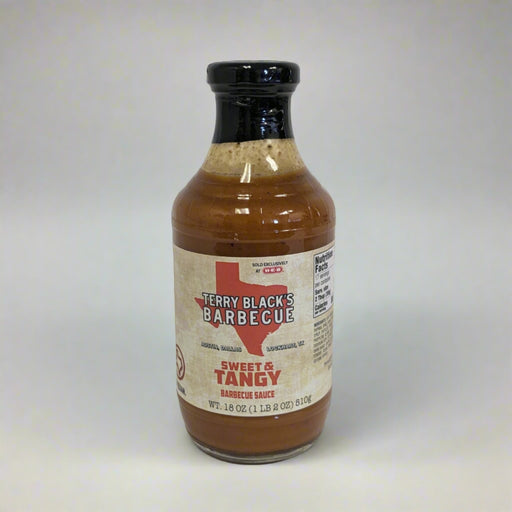 SOLD EXCLUSIVELY
AT H-E-B
TERRY BLACK'S
BARBECUE
AUSTIN, DALLAS LOCKHART, TX
SWEET &
TANGY
BARBECUE SAUCE
WT. 18 OZ (1 LB 2 OZ) 510g
Nutrition
Facts